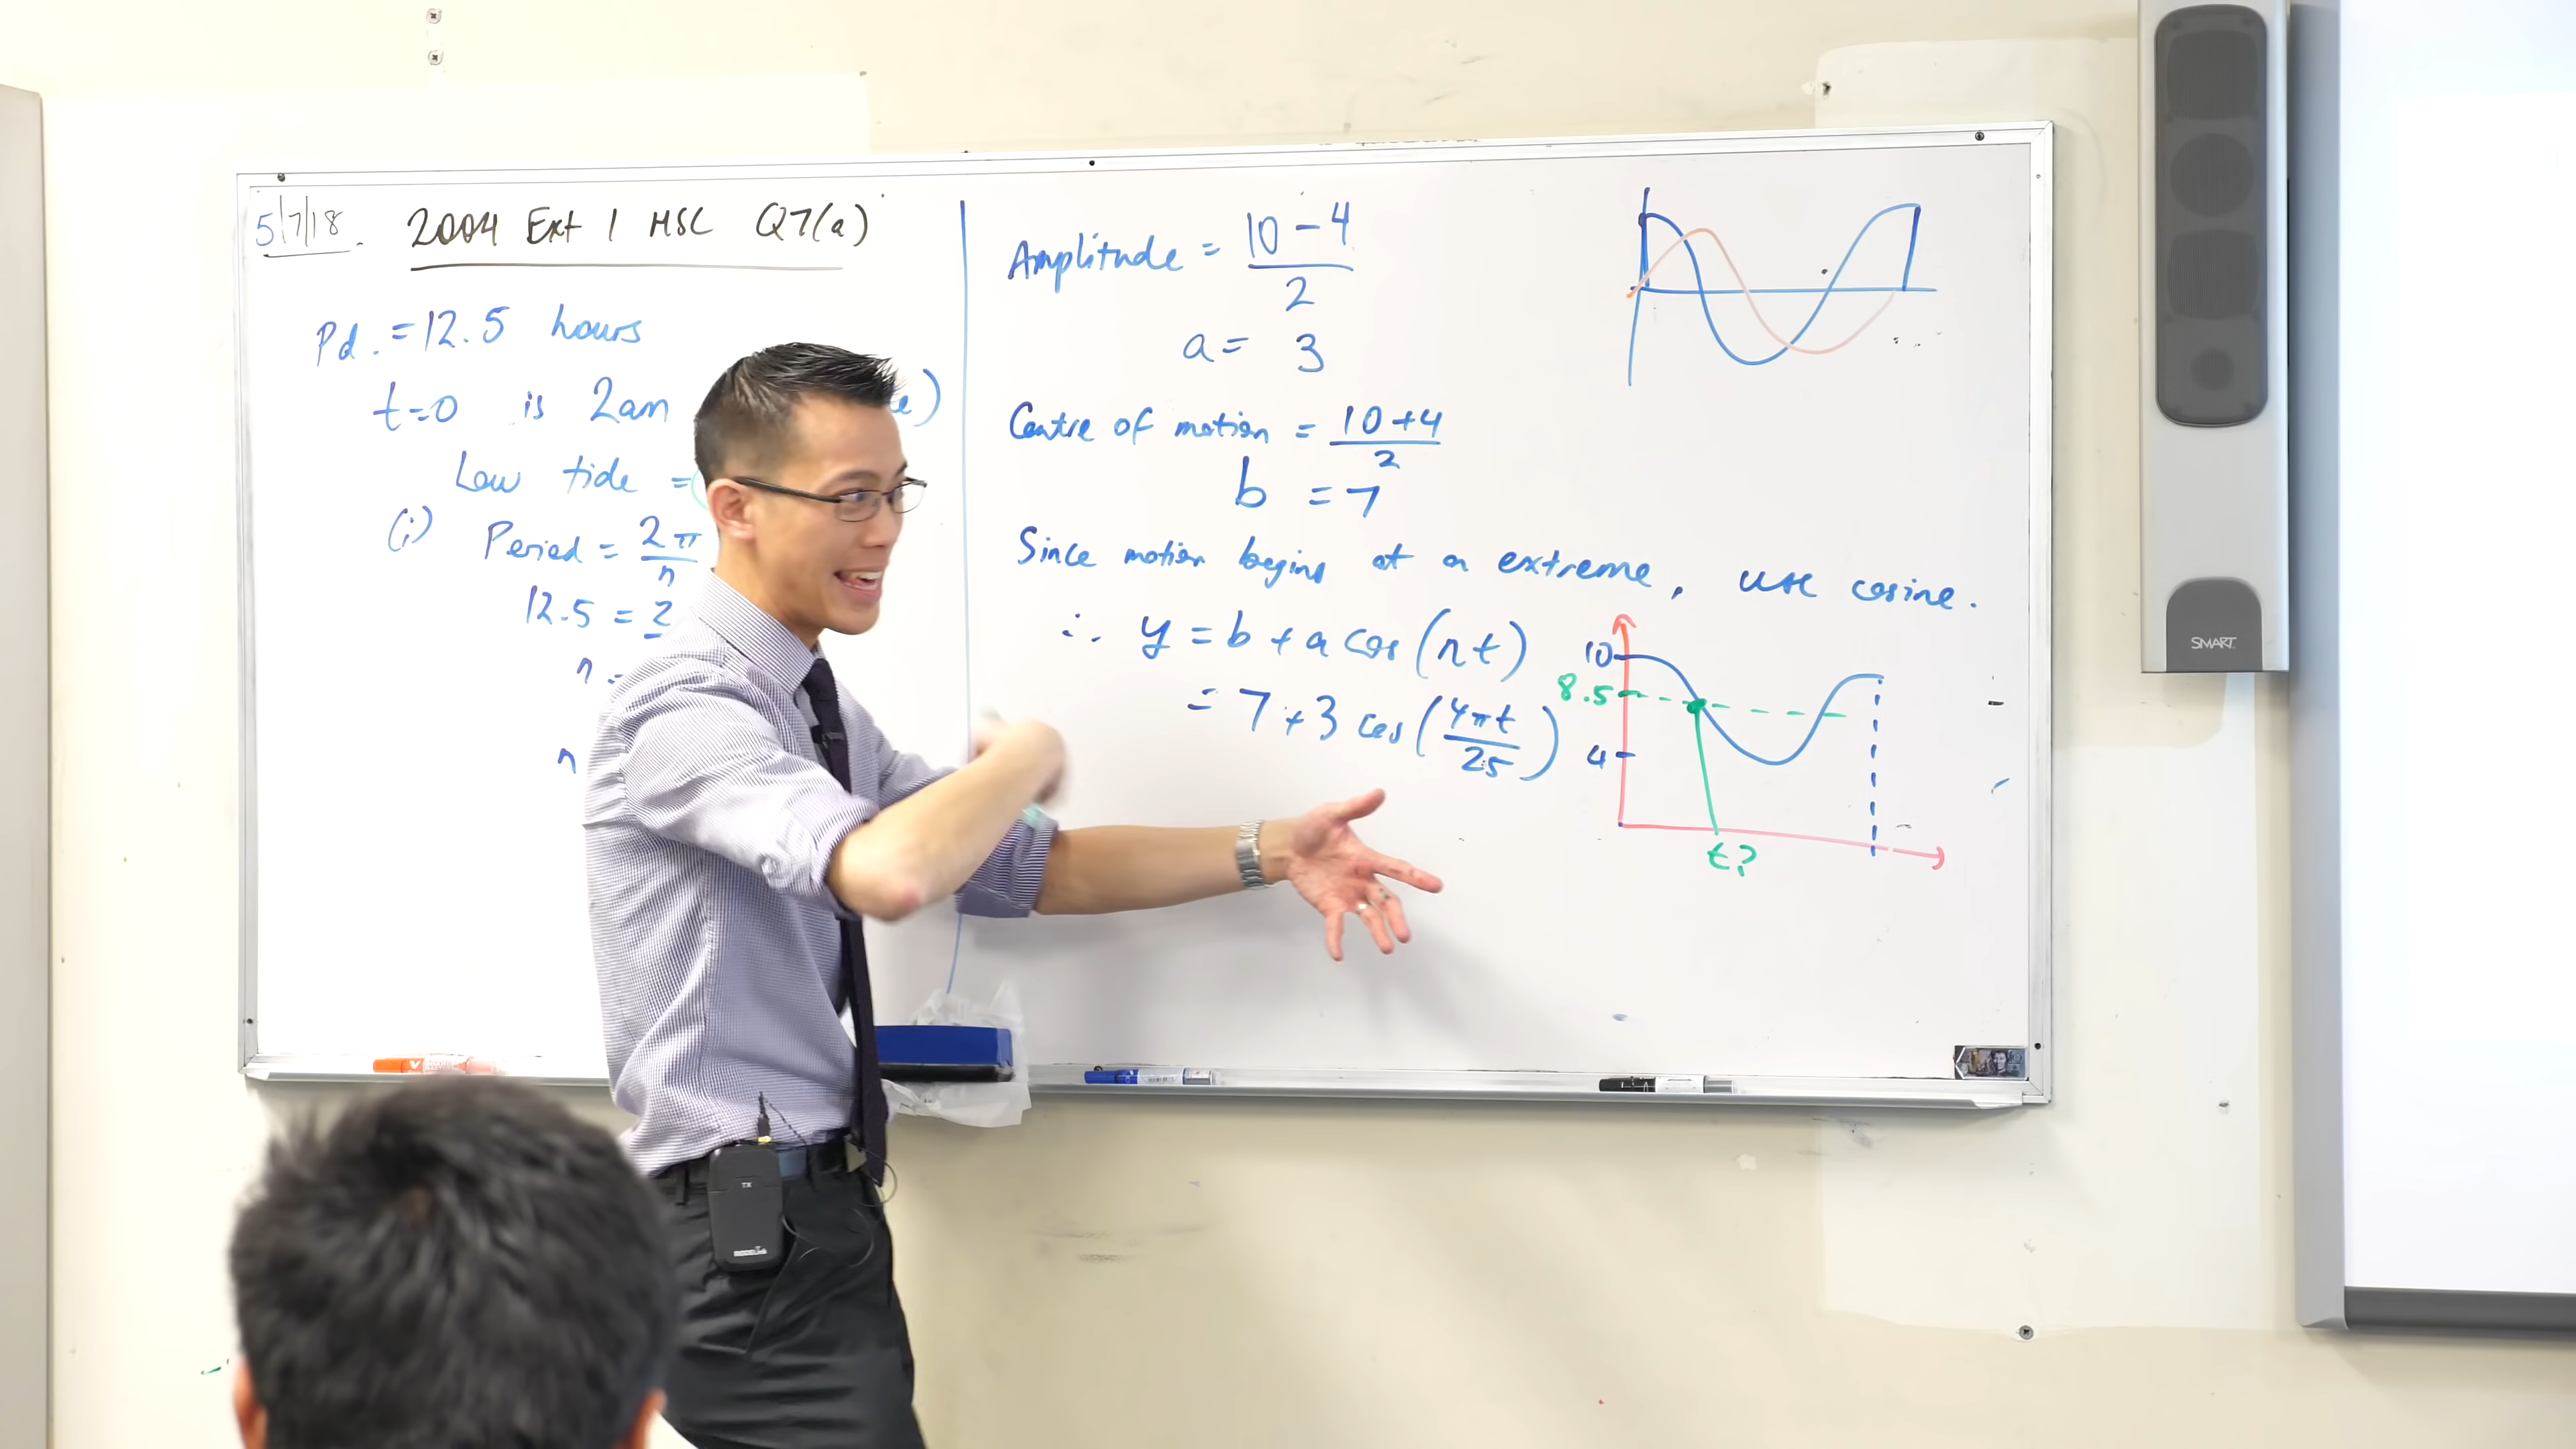 5/7/18. 2004 Ext 1 HSC Q7(a)
Pd. = 12.5 hours
t=0 is 2am
Low tide =
(i) Period = 2π/n
12.5 = 2
n =
n
Amplitude = 10 - 4 / 2
a = 3
Centre of motion = 10 + 4 / 2
b = 7
Since motion begins at a extreme, use cosine.
∴ y = b + a cos (nt)
= 7 + 3 cos (4πt / 25)
10
8.5
4
t?
SMART
TX